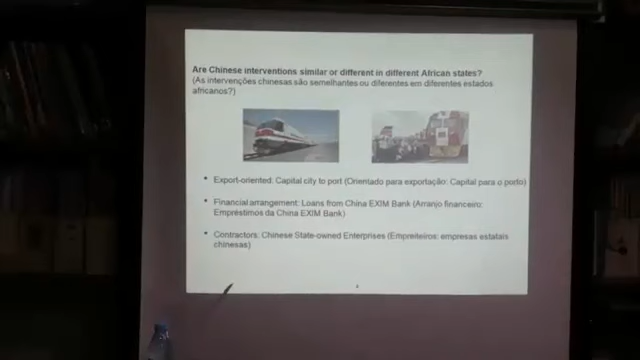 Are Chinese interventions similar or different in different African states?
(As intervenções chinesas são semelhantes ou diferentes em diferentes estados
africanos?)
• Export-oriented: Capital city to port (Orientado para exportação: Capital para o porto)
• Financial arrangement: Loans from China EXIM Bank (Arranjo financeiro:
Empréstimos da China EXIM Bank)
• Contractors: Chinese State-owned Enterprises (Empreiteiros: empresas estatais
chinesas)